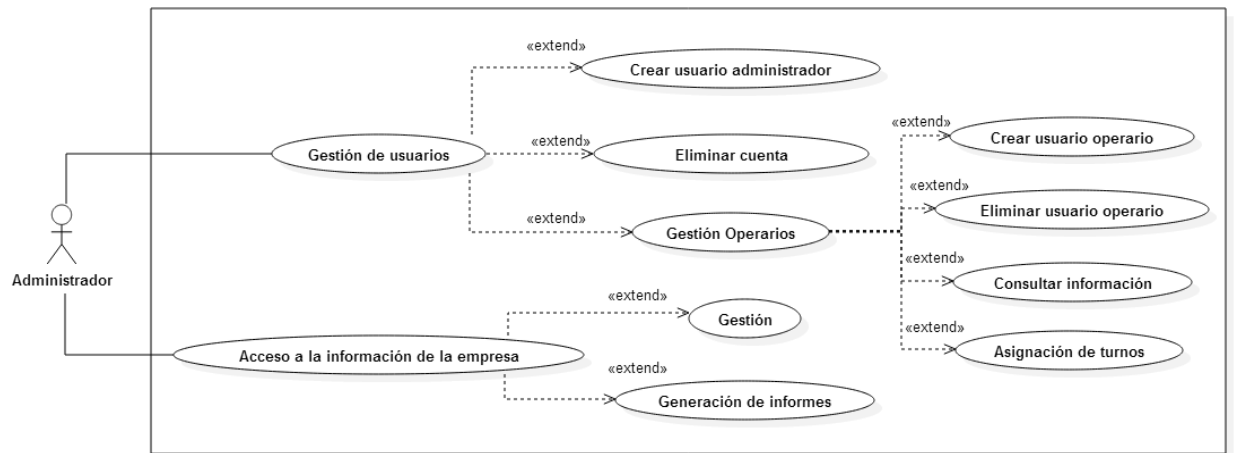 «extend»
Crear usuario administrador
«extend»
Crear usuario operario
«extend»
Gestión de usuarios
Eliminar cuenta
«extend»
Eliminar usuario operario
«extend»
Gestión Operarios
«extend»
Consultar información
Administrador
«extend»
Gestión
«extend»
Asignación de turnos
Acceso a la información de la empresa
«extend»
Generación de informes